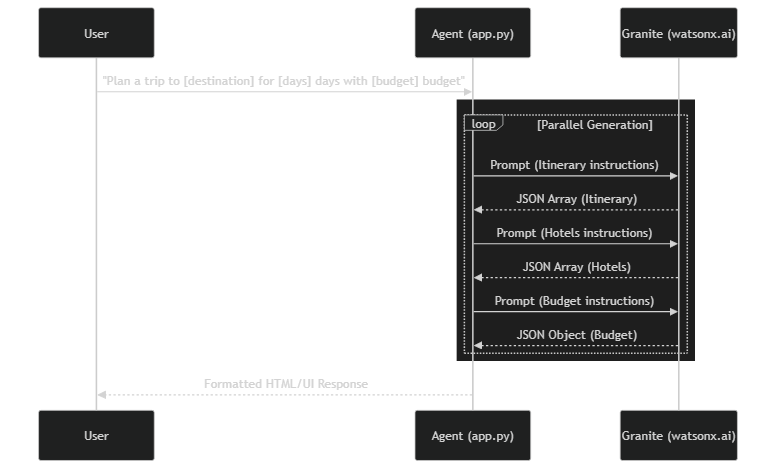 User
Agent (app.py)
Granite (watsonx.ai)
"Plan a trip to [destination] for [days] days with [budget] budget"
loop
[Parallel Generation]
Prompt (Itinerary instructions)
JSON Array (Itinerary)
Prompt (Hotels instructions)
JSON Array (Hotels)
Prompt (Budget instructions)
JSON Object (Budget)
Formatted HTML/UI Response
User
Agent (app.py)
Granite (watsonx.ai)